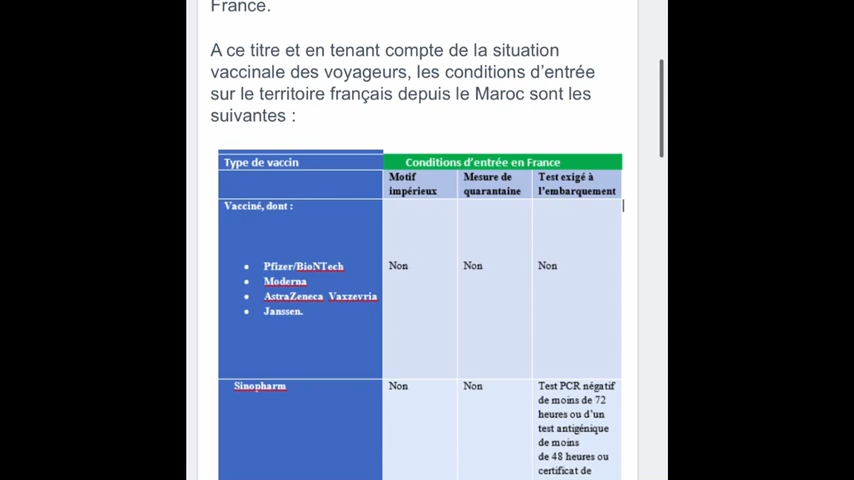 France.
A ce titre et en tenant compte de la situation
vaccinale des voyageurs, les conditions d'entrée
sur le territoire français depuis le Maroc sont les
suivantes :
Type de vaccin
Conditions d'entrée en France
Motif
impérieux
Mesure de
quarantaine
Test exigé à
l'embarquement
Vacciné, dont :
• Pfizer/BioNTech
• Moderna
• AstraZeneca Vaxzevria
• Janssen.
Non
Non
Non
Sinopharm
Non
Non
Test PCR négatif
de moins de 72
heures ou d'un
test antigénique
de moins
de 48 heures ou
certificat de